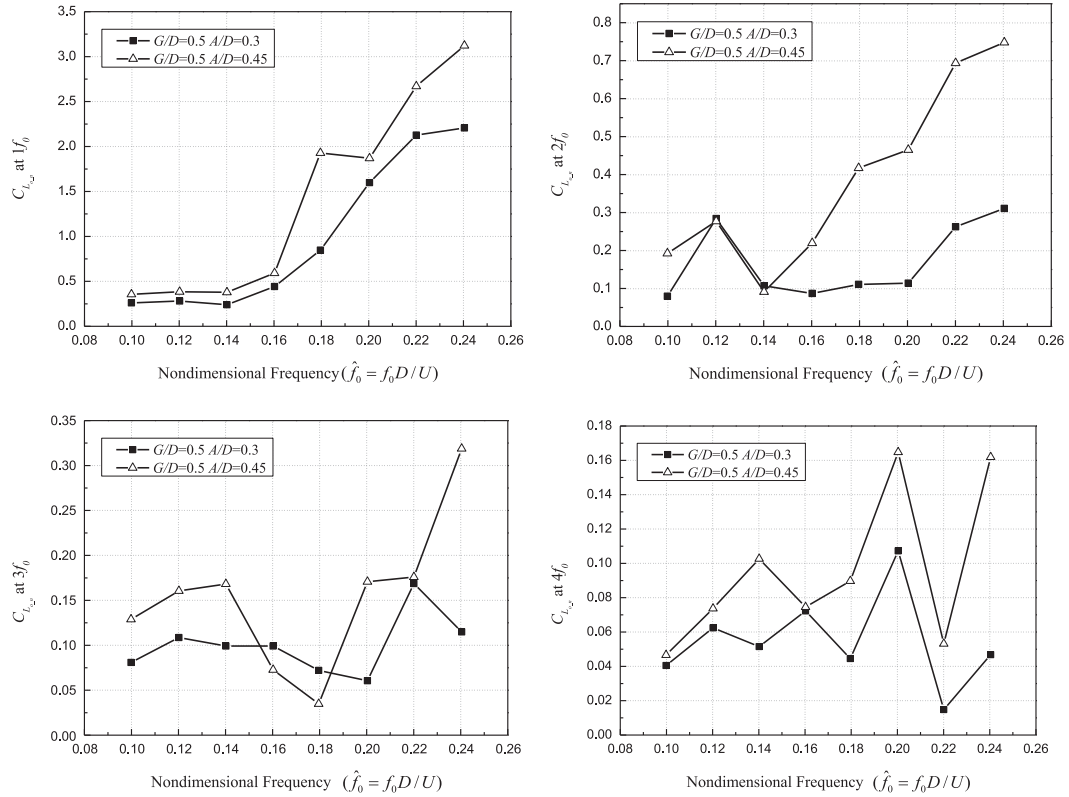 G/D=0.5 A/D=0.3
G/D=0.5 A/D=0.45
3.5
3.0
2.5
2.0
1.5
1.0
0.5
0.0
at 1f₀
0.08 0.10 0.12 0.14 0.16 0.18 0.20 0.22 0.24 0.26
Nondimensional Frequency (f̂₀ = f₀D/U)
G/D=0.5 A/D=0.3
G/D=0.5 A/D=0.45
0.8
0.7
0.6
0.5
0.4
0.3
0.2
0.1
0.0
at 2f₀
0.08 0.10 0.12 0.14 0.16 0.18 0.20 0.22 0.24 0.26
Nondimensional Frequency (f̂₀ = f₀D/U)
G/D=0.5 A/D=0.3
G/D=0.5 A/D=0.45
0.35
0.30
0.25
0.20
0.15
0.10
0.05
0.00
at 3f₀
0.08 0.10 0.12 0.14 0.16 0.18 0.20 0.22 0.24 0.26
Nondimensional Frequency (f̂₀ = f₀D/U)
G/D=0.5 A/D=0.3
G/D=0.5 A/D=0.45
0.18
0.16
0.14
0.12
0.10
0.08
0.06
0.04
0.02
0.00
at 4f₀
0.08 0.10 0.12 0.14 0.16 0.18 0.20 0.22 0.24 0.26
Nondimensional Frequency (f̂₀ = f₀D/U)